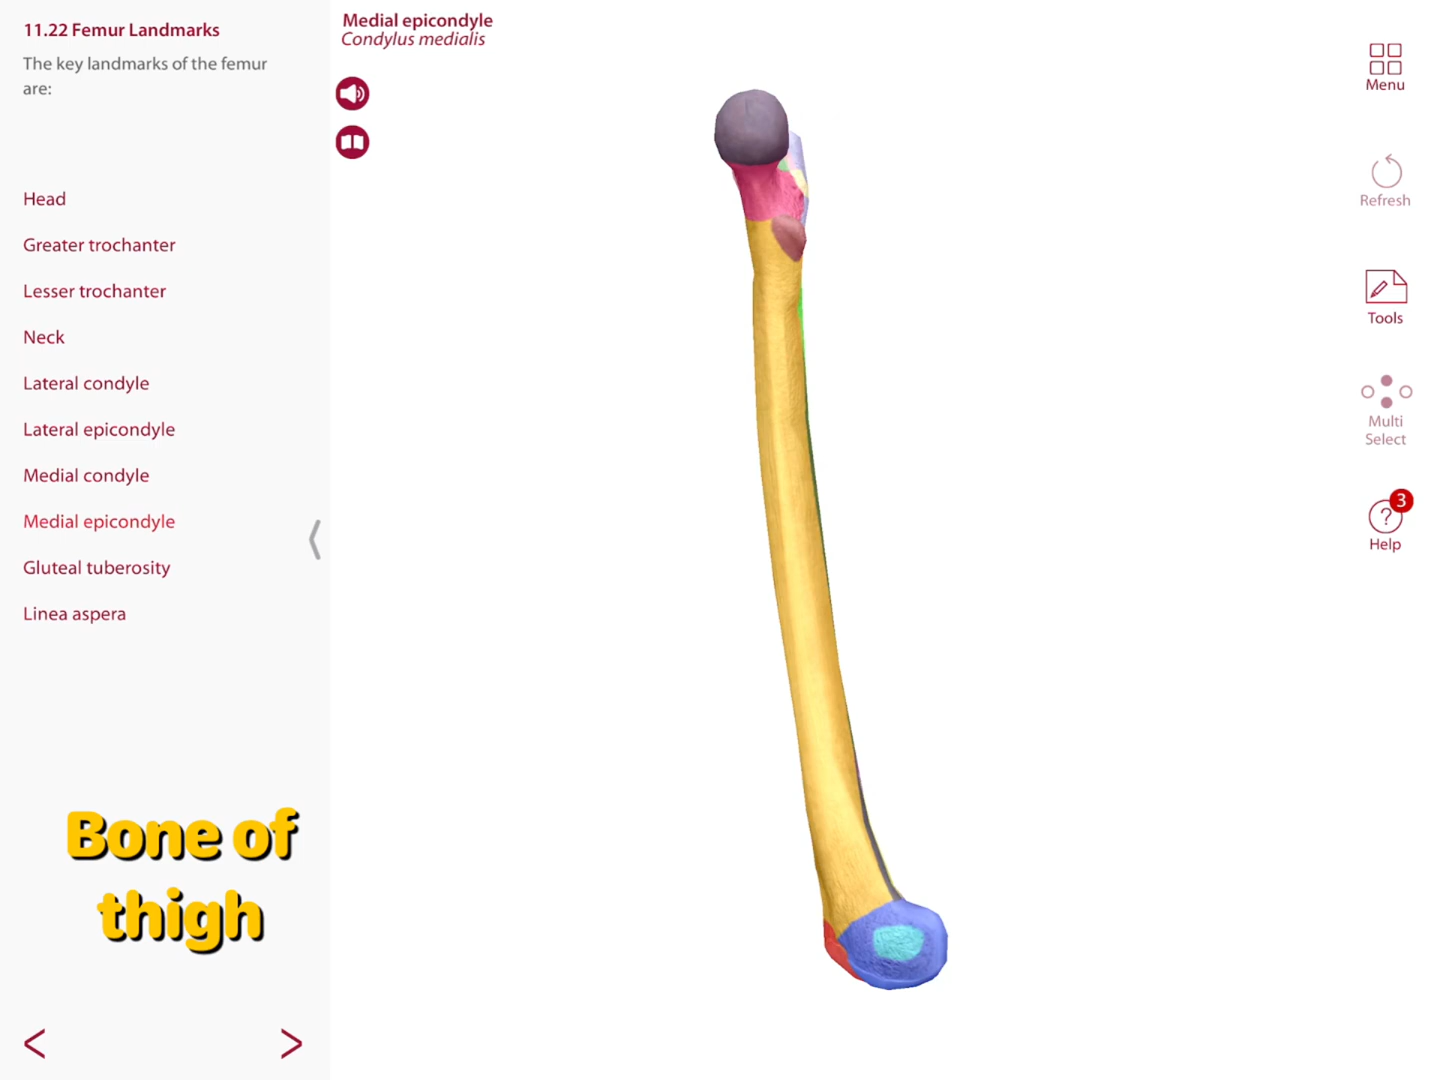 11.22 Femur Landmarks
The key landmarks of the femur
are:
Head
Greater trochanter
Lesser trochanter
Neck
Lateral condyle
Lateral epicondyle
Medial condyle
Medial epicondyle
Gluteal tuberosity
Linea aspera
Bone of
thigh
<
>
Medial epicondyle
Condylus medialis
Menu
Refresh
Tools
Multi
Select
3
?
Help